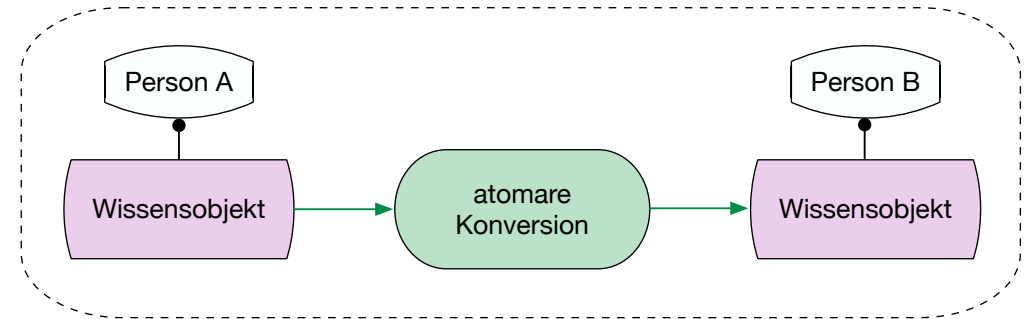 Person A
Person B
Wissensobjekt
atomare
Konversion
Wissensobjekt